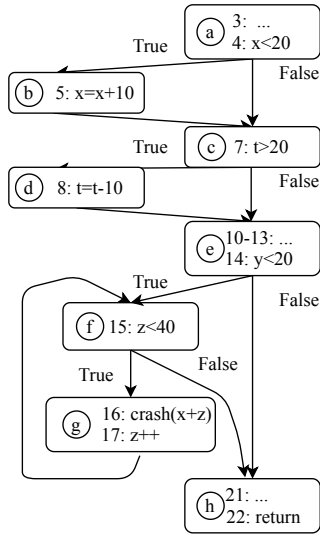 a
3: ...
4: x<20
True
False
b
5: x=x+10
True
c
7: t>20
False
d
8: t=t-10
e
10-13: ...
14: y<20
True
False
f
15: z<40
False
True
g
16: crash(x+z)
17: z++
h
21: ...
22: return